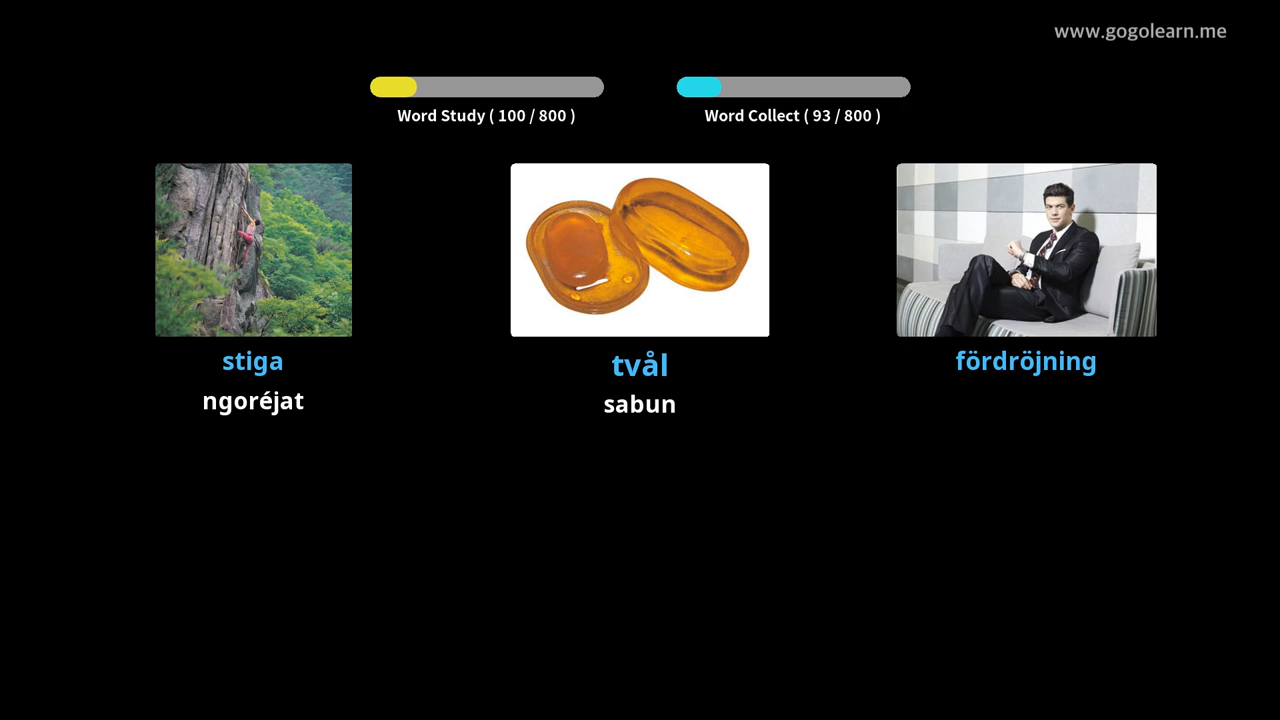 www.gogolearn.me
Word Study ( 100 / 800 )
Word Collect ( 93 / 800 )
stiga
ngoréjat
tvål
sabun
fördröjning